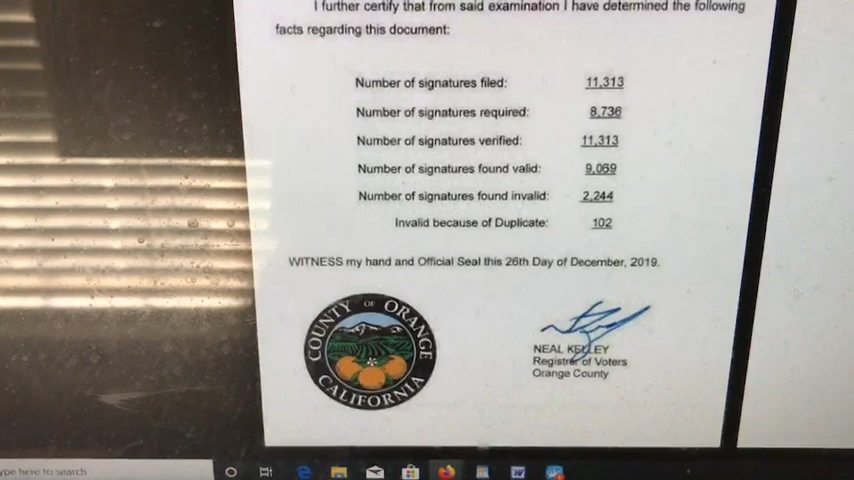 I further certify that from said examination I have determined the following
facts regarding this document:
Number of signatures filed: 11,313
Number of signatures required: 8,736
Number of signatures verified: 11,313
Number of signatures found valid: 9,069
Number of signatures found invalid: 2,244
Invalid because of Duplicate: 102
WITNESS my hand and Official Seal this 26th Day of December, 2019.
COUNTY OF ORANGE
CALIFORNIA
NEAL KELLEY
Registrar of Voters
Orange County
ype here to search